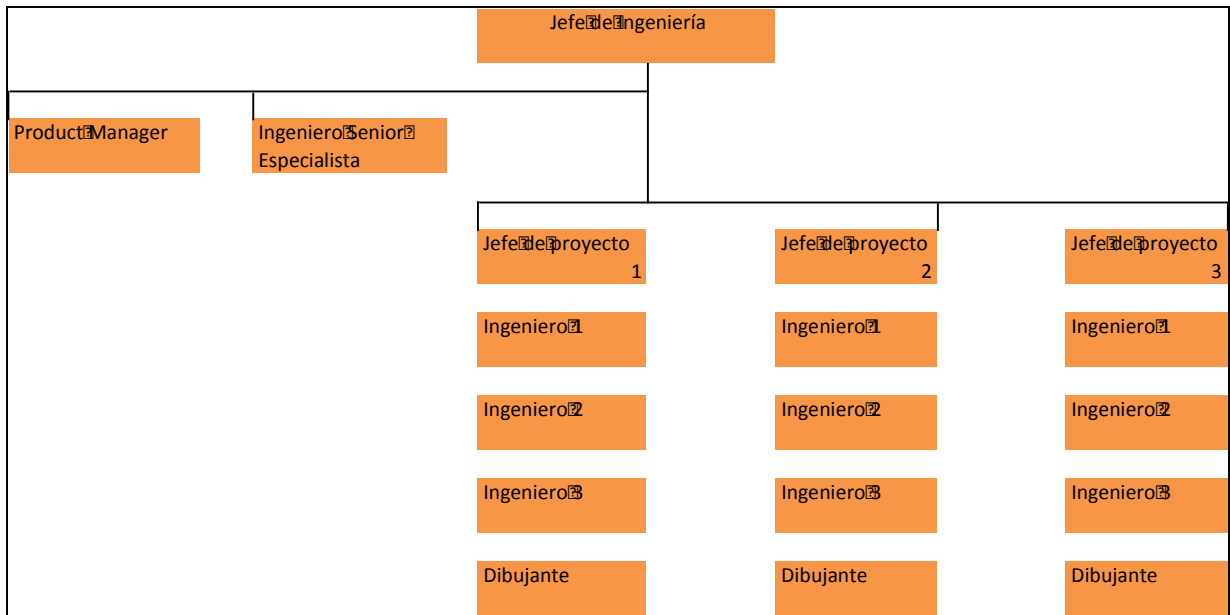 Jefe de Ingeniería
Product Manager
Ingeniero Senior
Especialista
Jefe de proyecto
1
Jefe de proyecto
2
Jefe de proyecto
3
Ingeniero 1
Ingeniero 1
Ingeniero 1
Ingeniero 2
Ingeniero 2
Ingeniero 2
Ingeniero 3
Ingeniero 3
Ingeniero 3
Dibujante
Dibujante
Dibujante